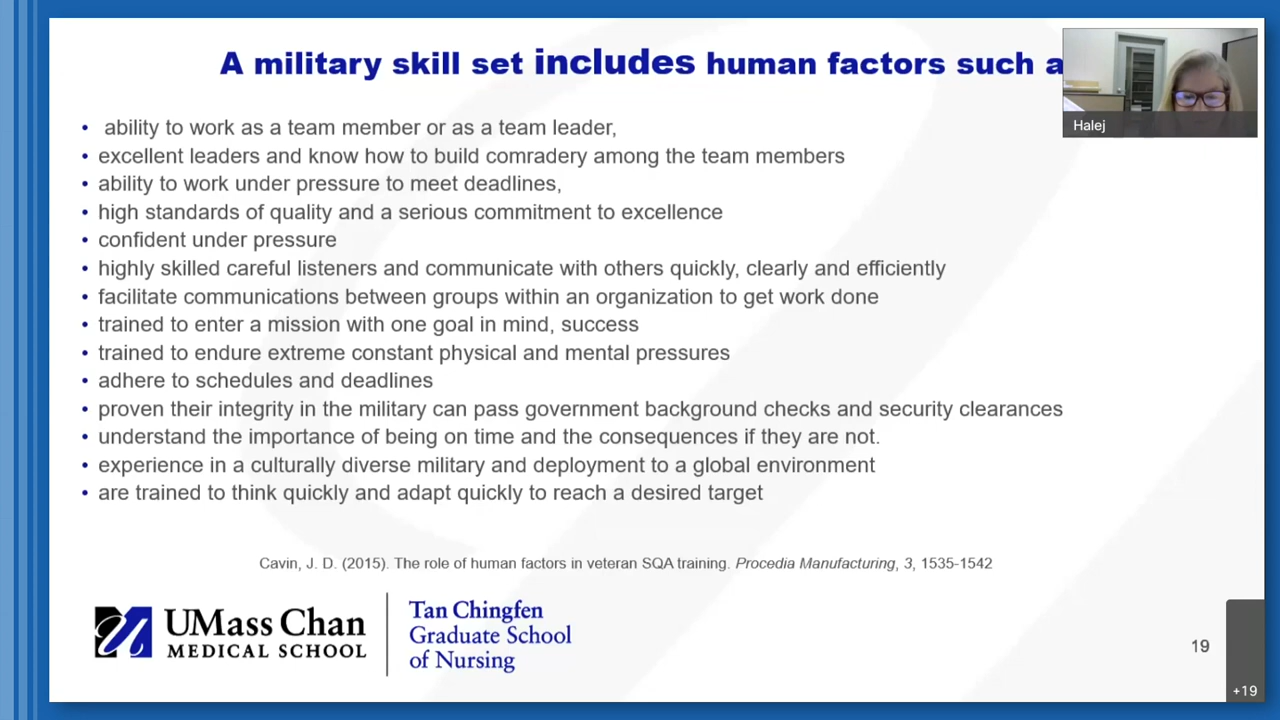 A military skill set includes human factors such a
Halej
• ability to work as a team member or as a team leader,
• excellent leaders and know how to build comradery among the team members
• ability to work under pressure to meet deadlines,
• high standards of quality and a serious commitment to excellence
• confident under pressure
• highly skilled careful listeners and communicate with others quickly, clearly and efficiently
• facilitate communications between groups within an organization to get work done
• trained to enter a mission with one goal in mind, success
• trained to endure extreme constant physical and mental pressures
• adhere to schedules and deadlines
• proven their integrity in the military can pass government background checks and security clearances
• understand the importance of being on time and the consequences if they are not.
• experience in a culturally diverse military and deployment to a global environment
• are trained to think quickly and adapt quickly to reach a desired target
Cavin, J. D. (2015). The role of human factors in veteran SQA training. Procedia Manufacturing, 3, 1535-1542
UMass Chan
MEDICAL SCHOOL
Tan Chingfen
Graduate School
of Nursing
19
+19